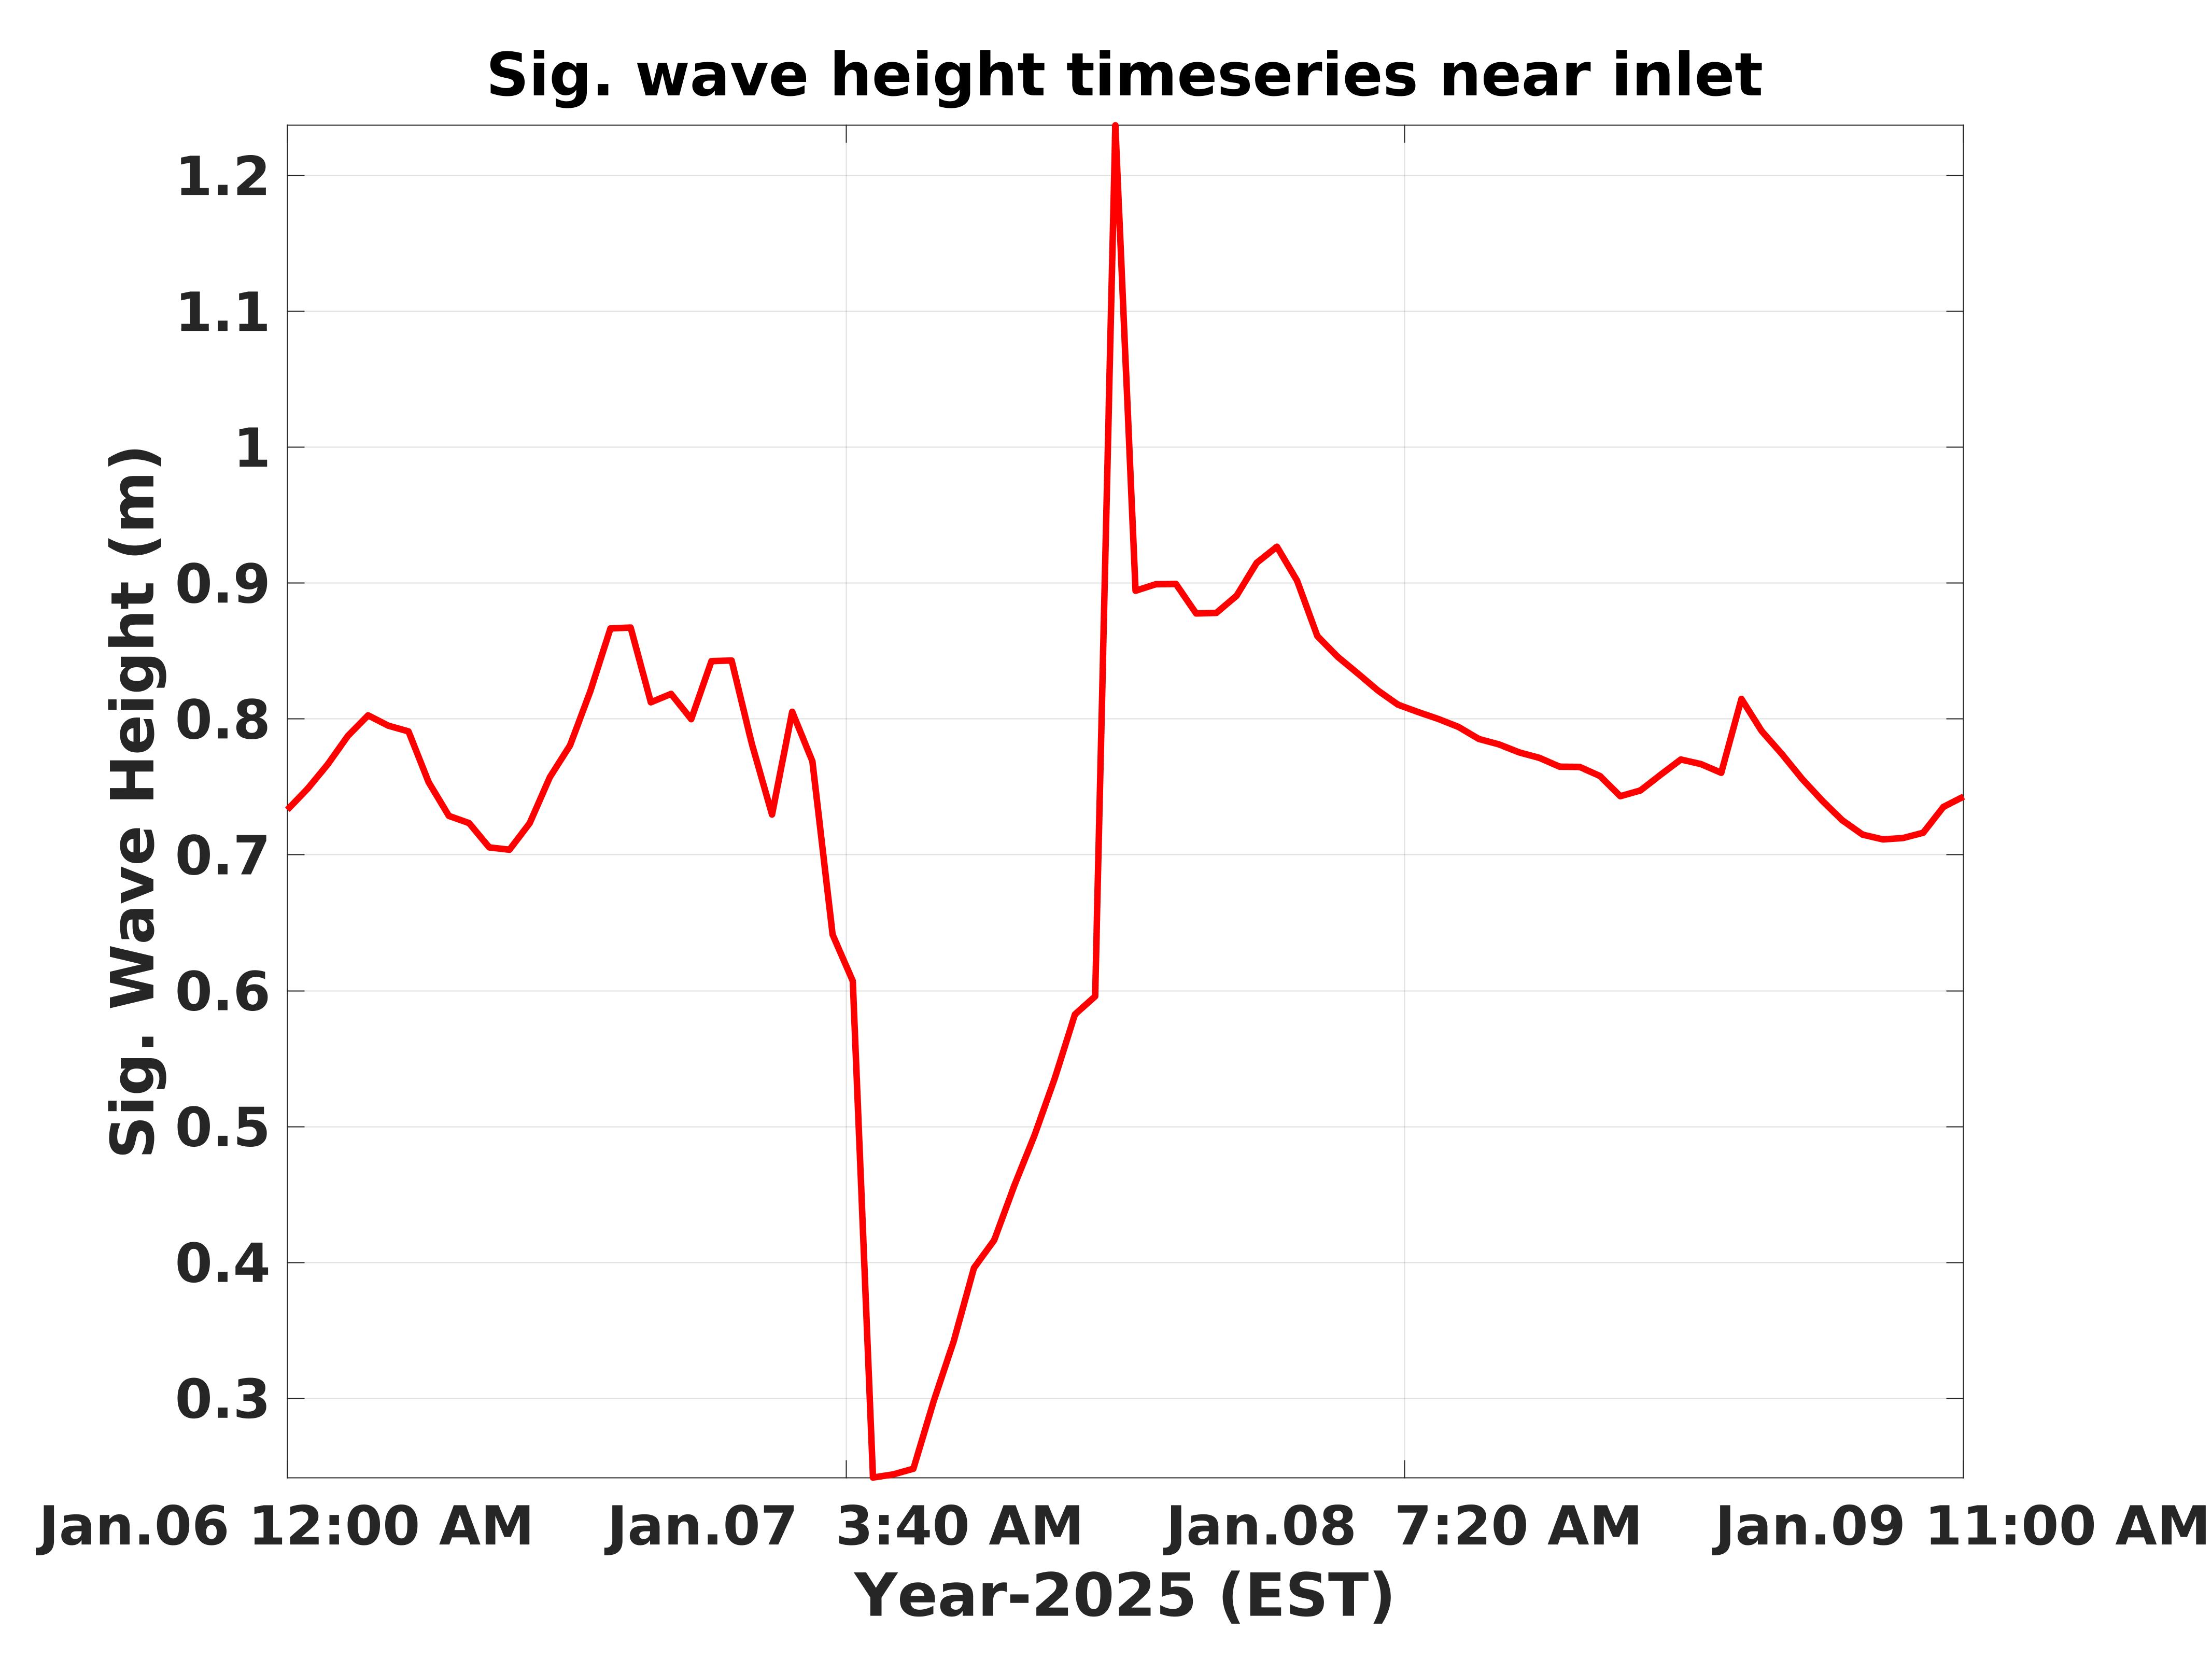 Sig. wave height timeseries near inlet
1.2
1.1
1
0.9
0.8
0.7
0.6
0.5
0.4
0.3
Sig. Wave Height (m)
Jan.06 12:00 AM Jan.07 3:40 AM Jan.08 7:20 AM Jan.09 11:00 AM
Year-2025 (EST)